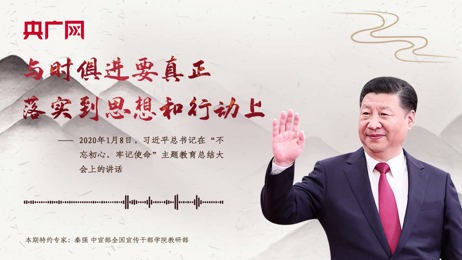 央广网
与时俱进要真正
落实到思想和行动上
—— 2020年1月8日，习近平总书记在“不
忘初心、牢记使命”主题教育总结大
会上的讲话
本期特约专家：秦强 中宣部全国宣传干部学院教研部